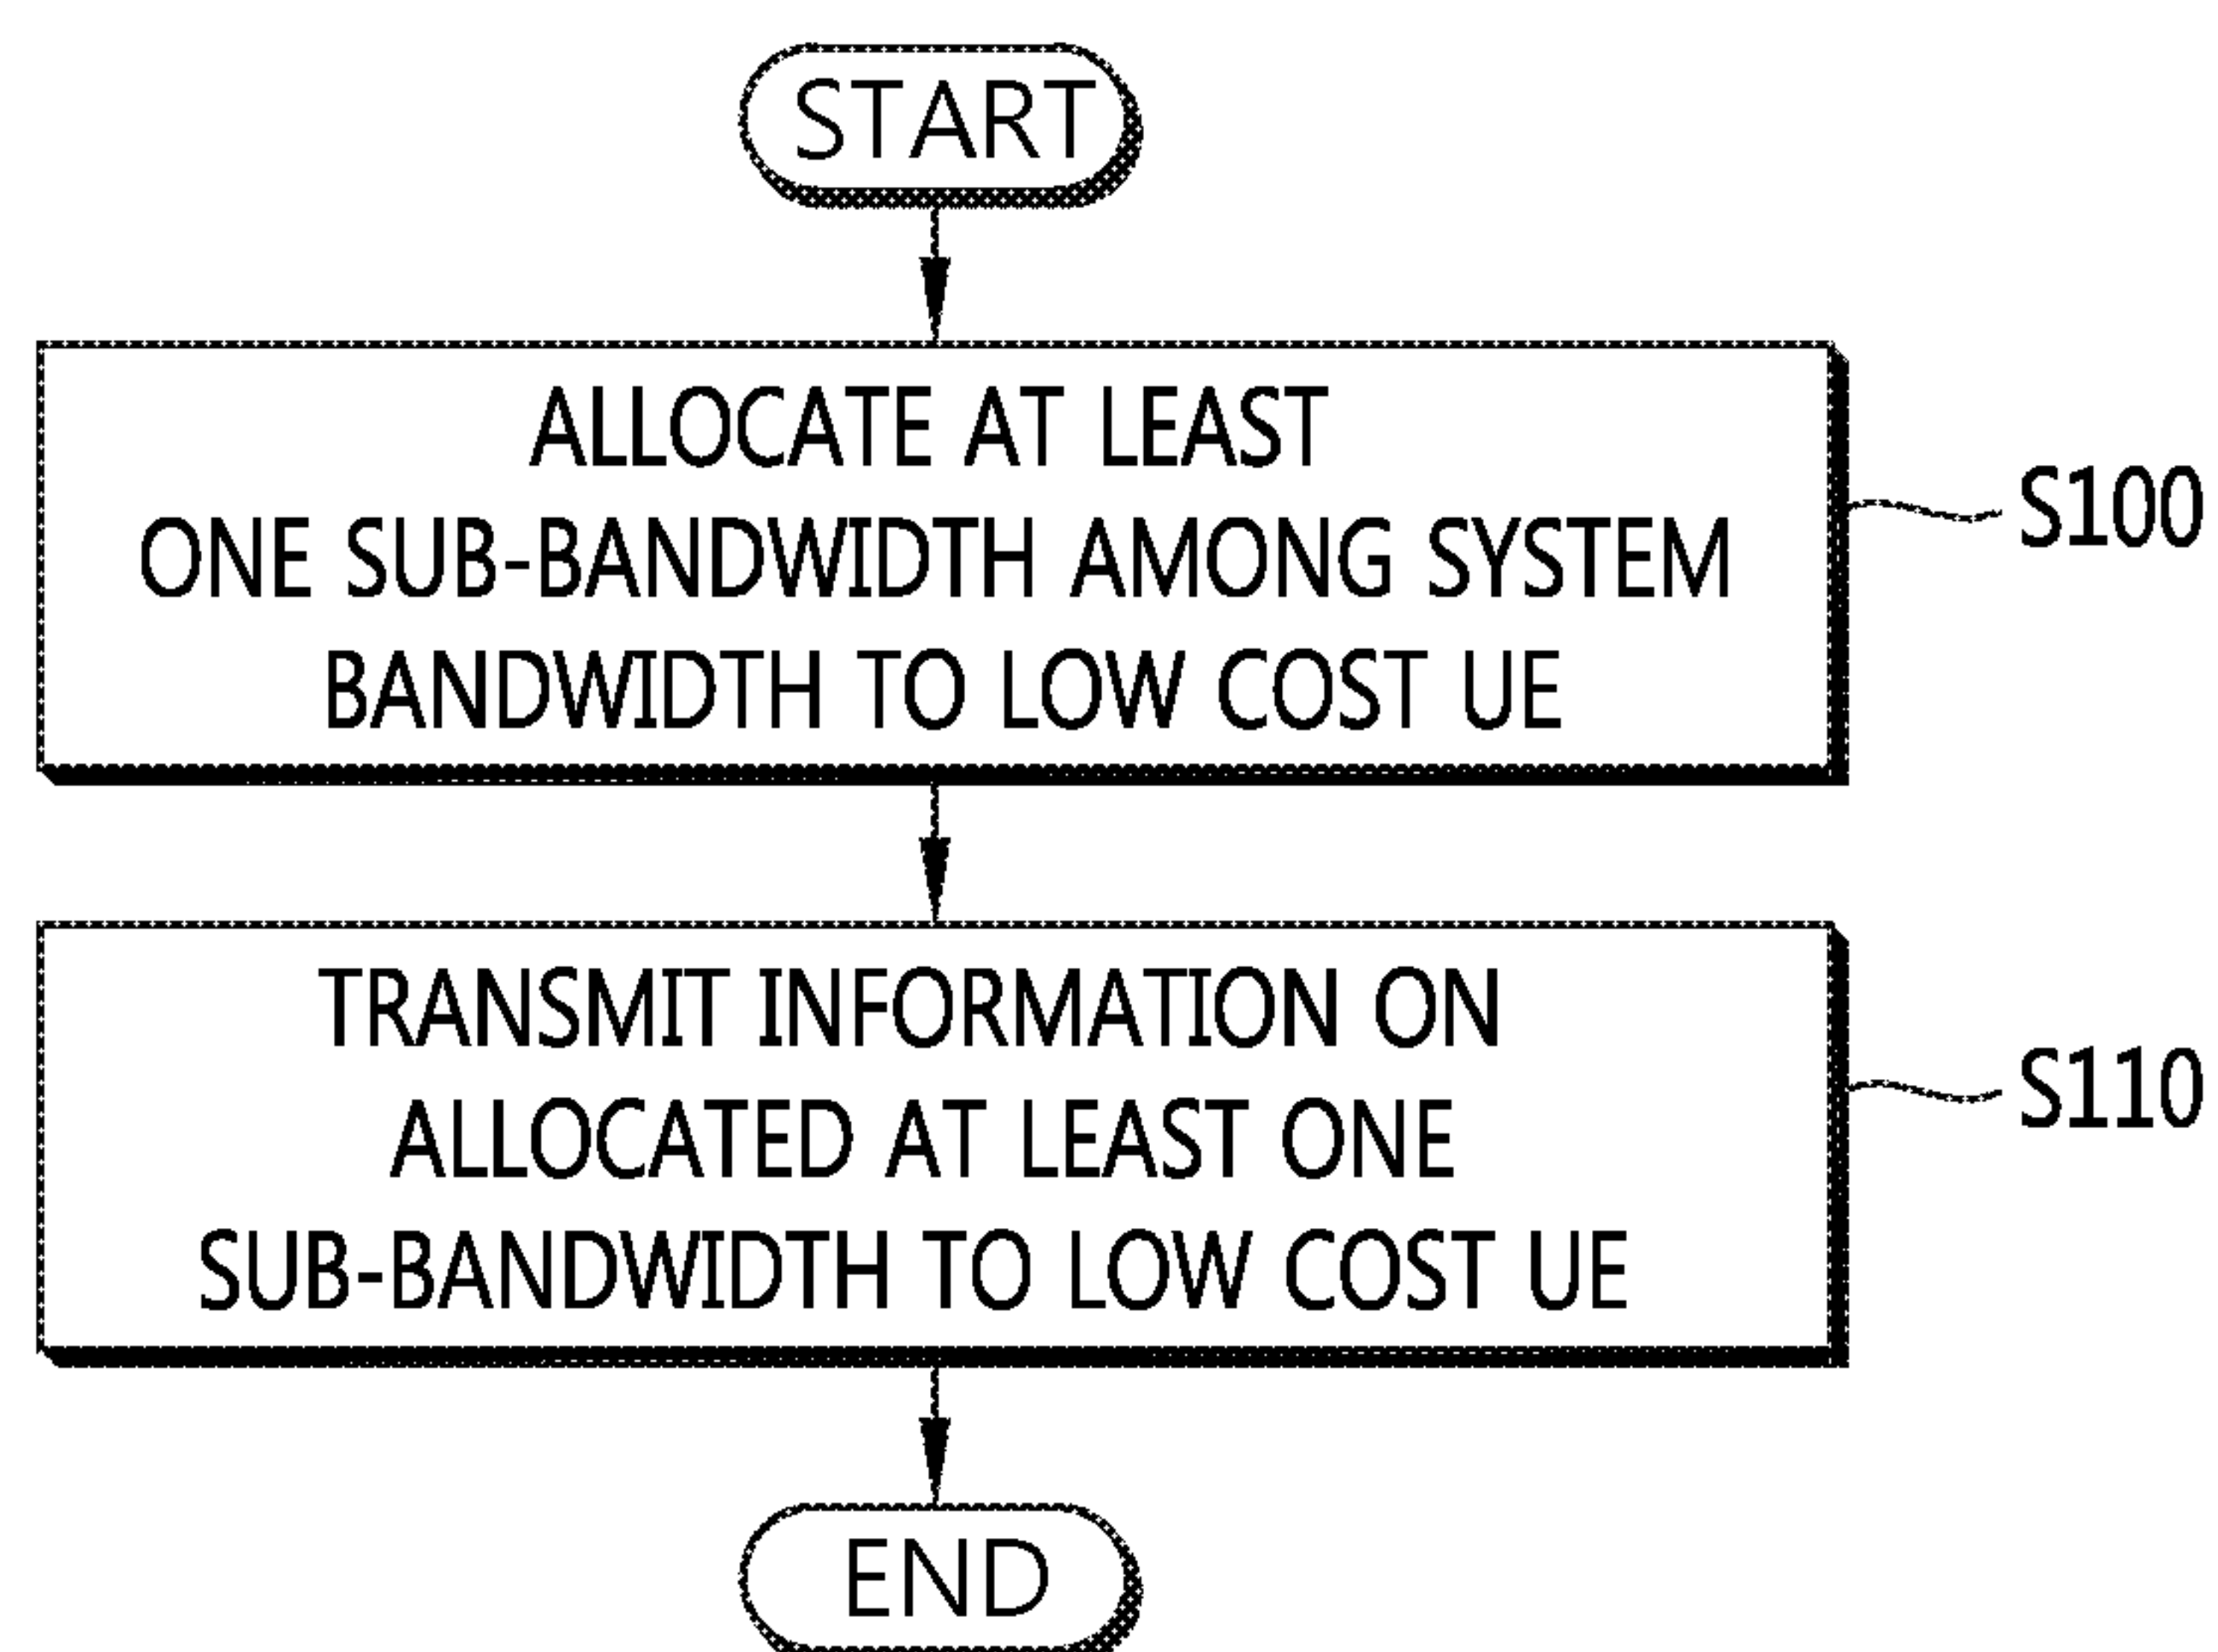 START
ALLOCATE AT LEAST
ONE SUB-BANDWIDTH AMONG SYSTEM
BANDWIDTH TO LOW COST UE
S100
TRANSMIT INFORMATION ON
ALLOCATED AT LEAST ONE
SUB-BANDWIDTH TO LOW COST UE
S110
END